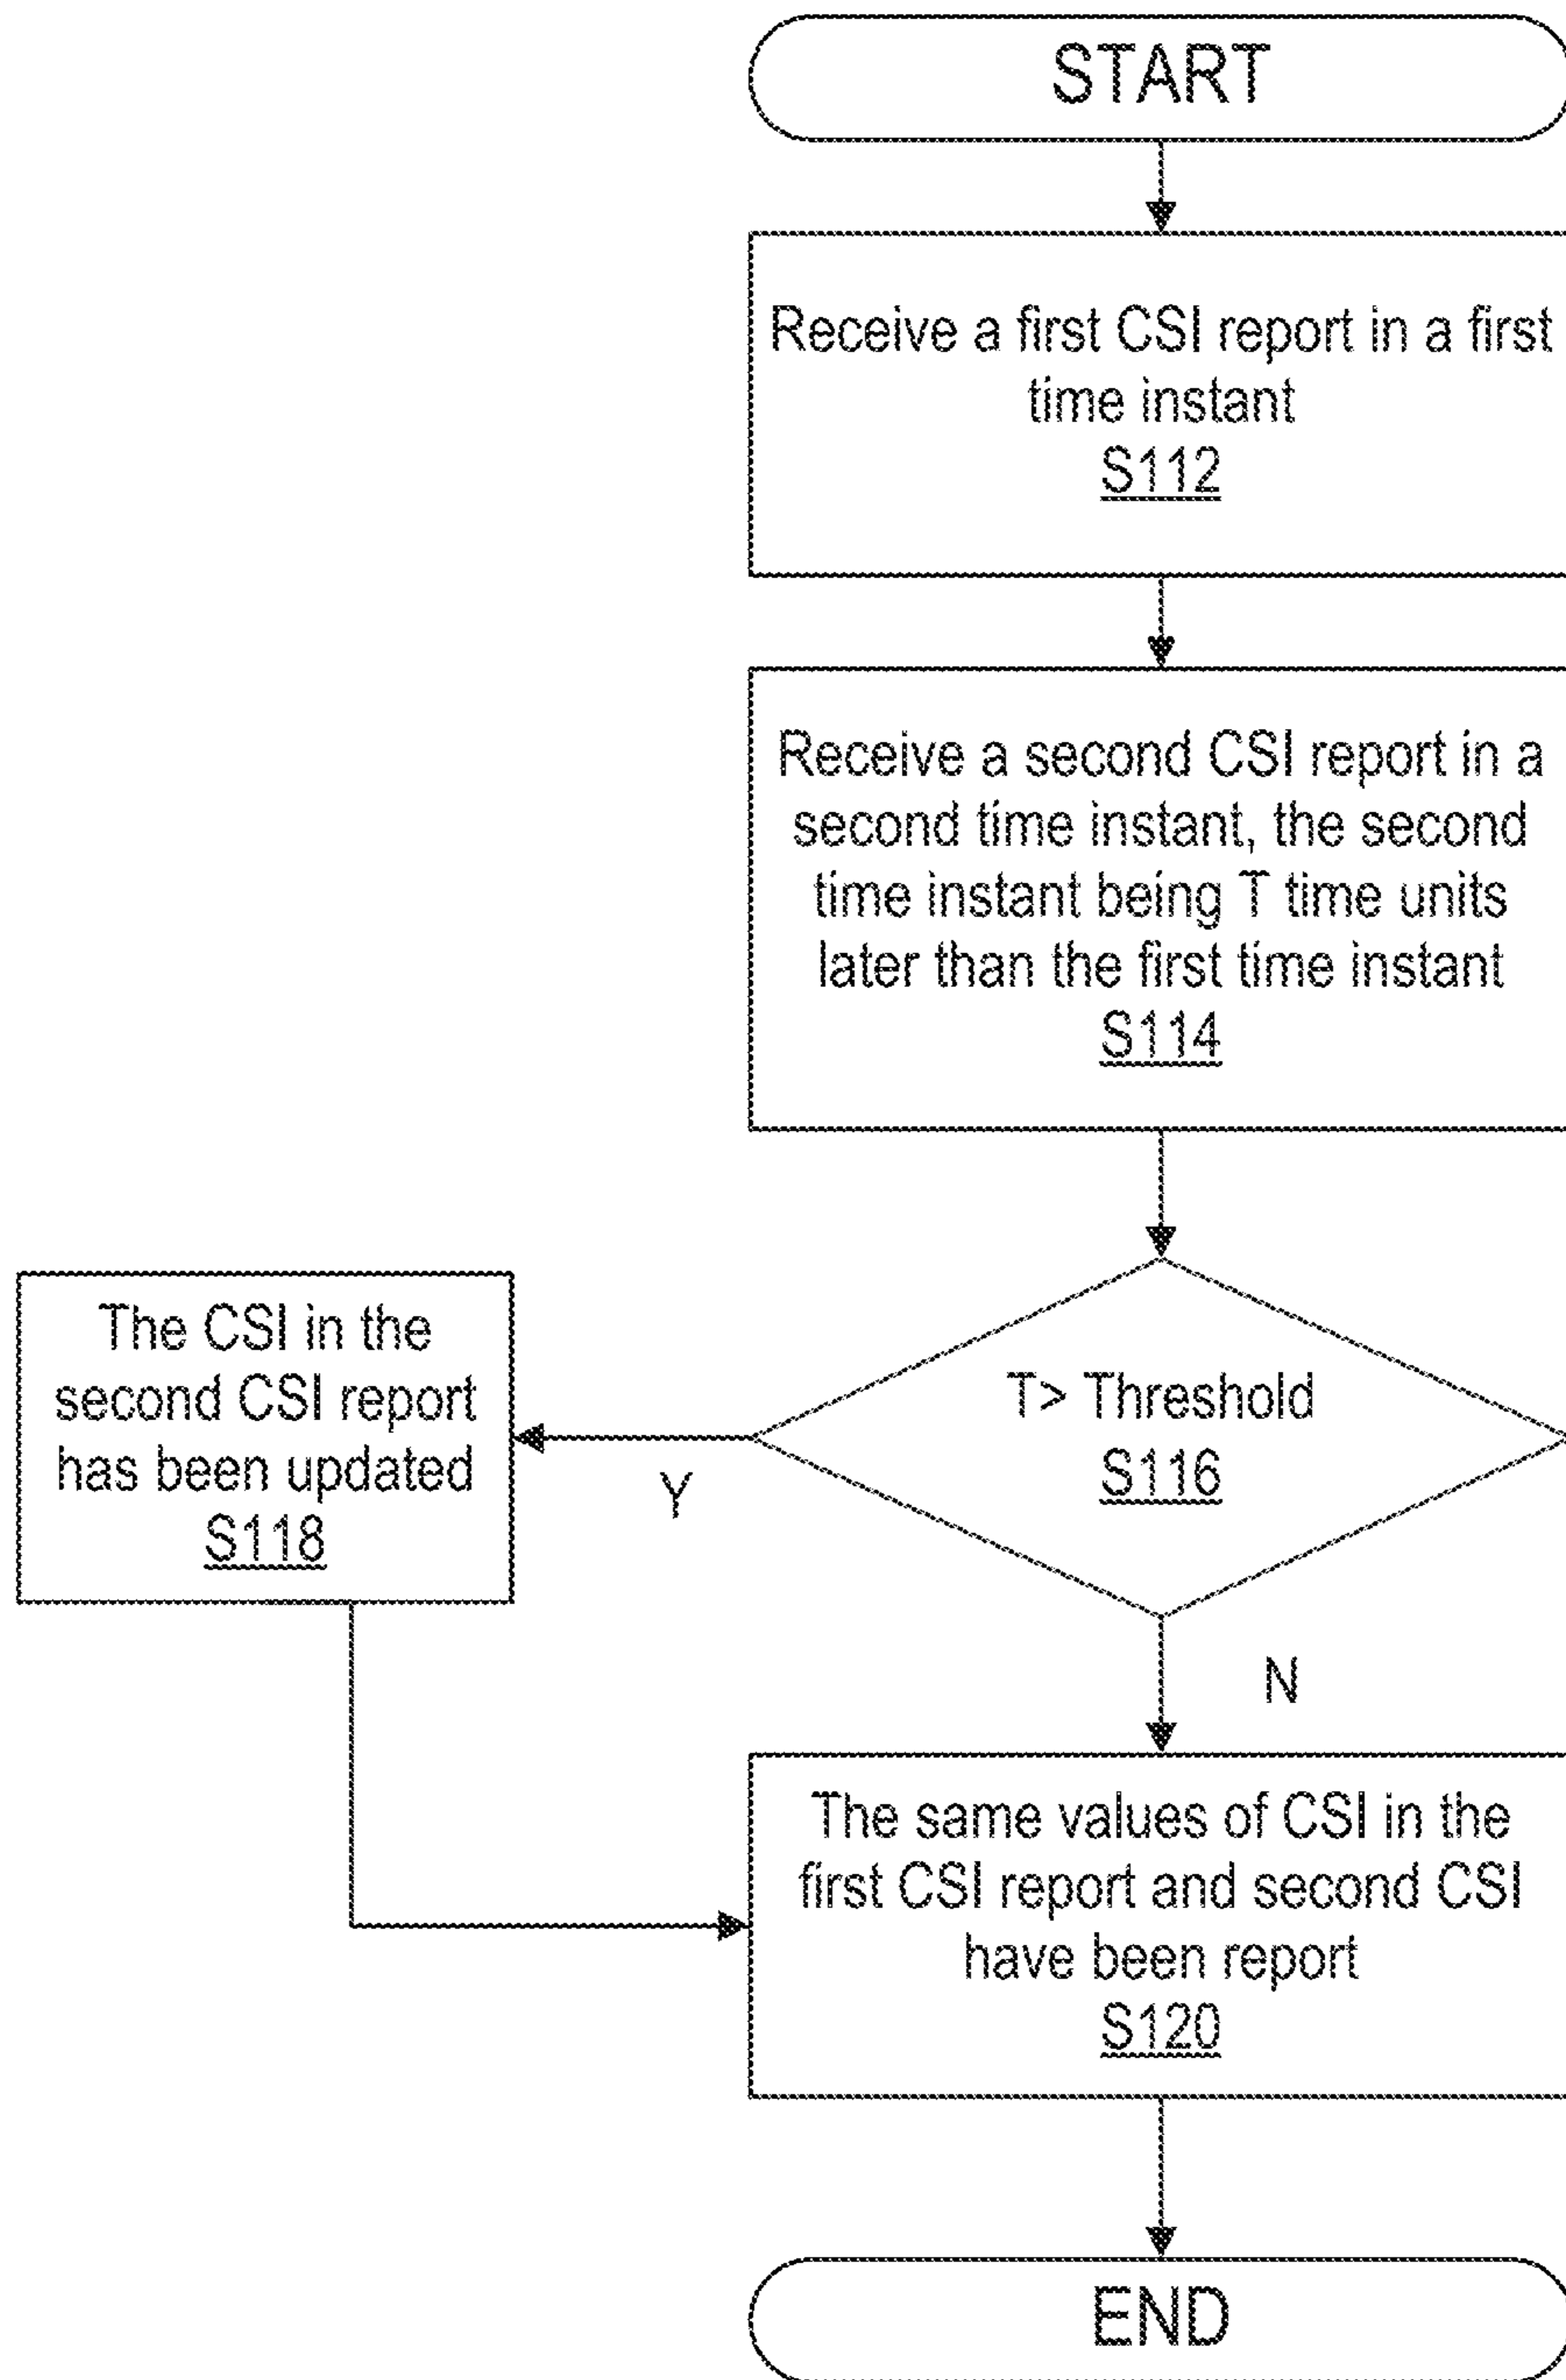 START
Receive a first CSI report in a first
time instant
S112
Receive a second CSI report in a
second time instant, the second
time instant being T time units
later than the first time instant
S114
T> Threshold
S116
Y
The CSI in the
second CSI report
has been updated
S118
N
The same values of CSI in the
first CSI report and second CSI
have been report
S120
END